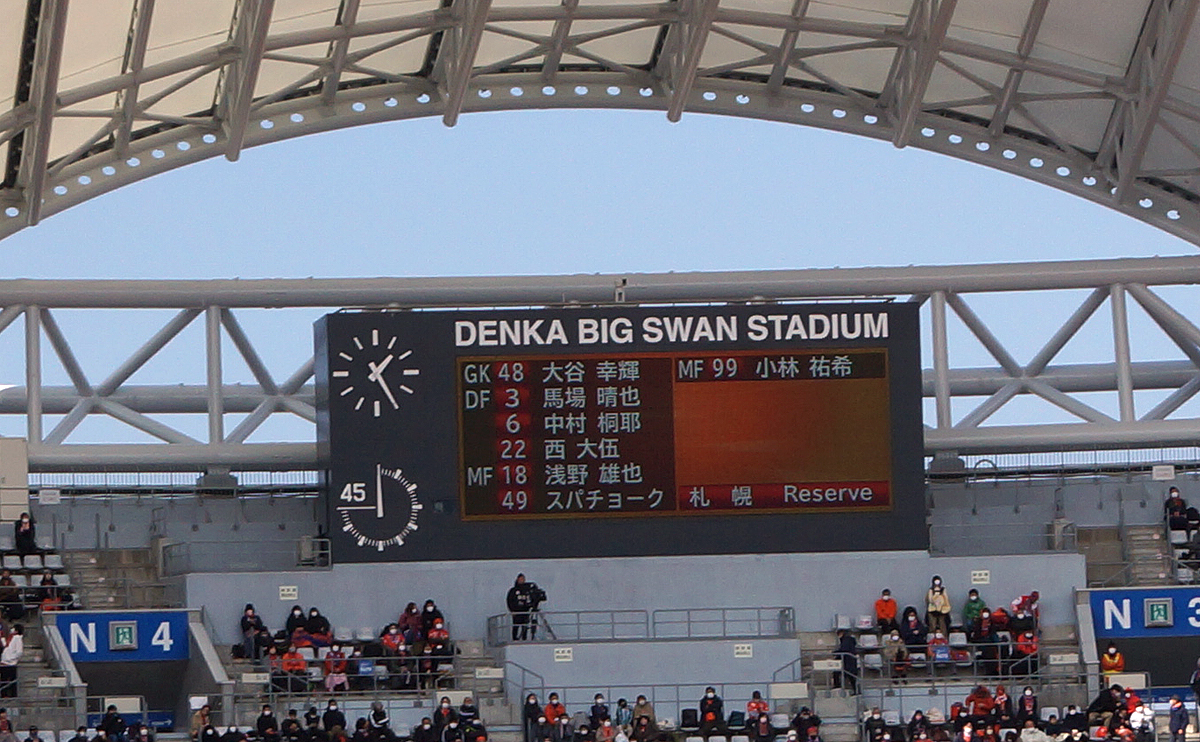 DENKA BIG SWAN STADIUM
GK 48 大谷 幸輝
DF 3 馬場 晴也
6 中村 桐耶
22 西 大伍
MF 18 浅野 雄也
49 スパチョーク
MF 99 小林 祐希
札 幌 Reserve
45
N 4
N 3